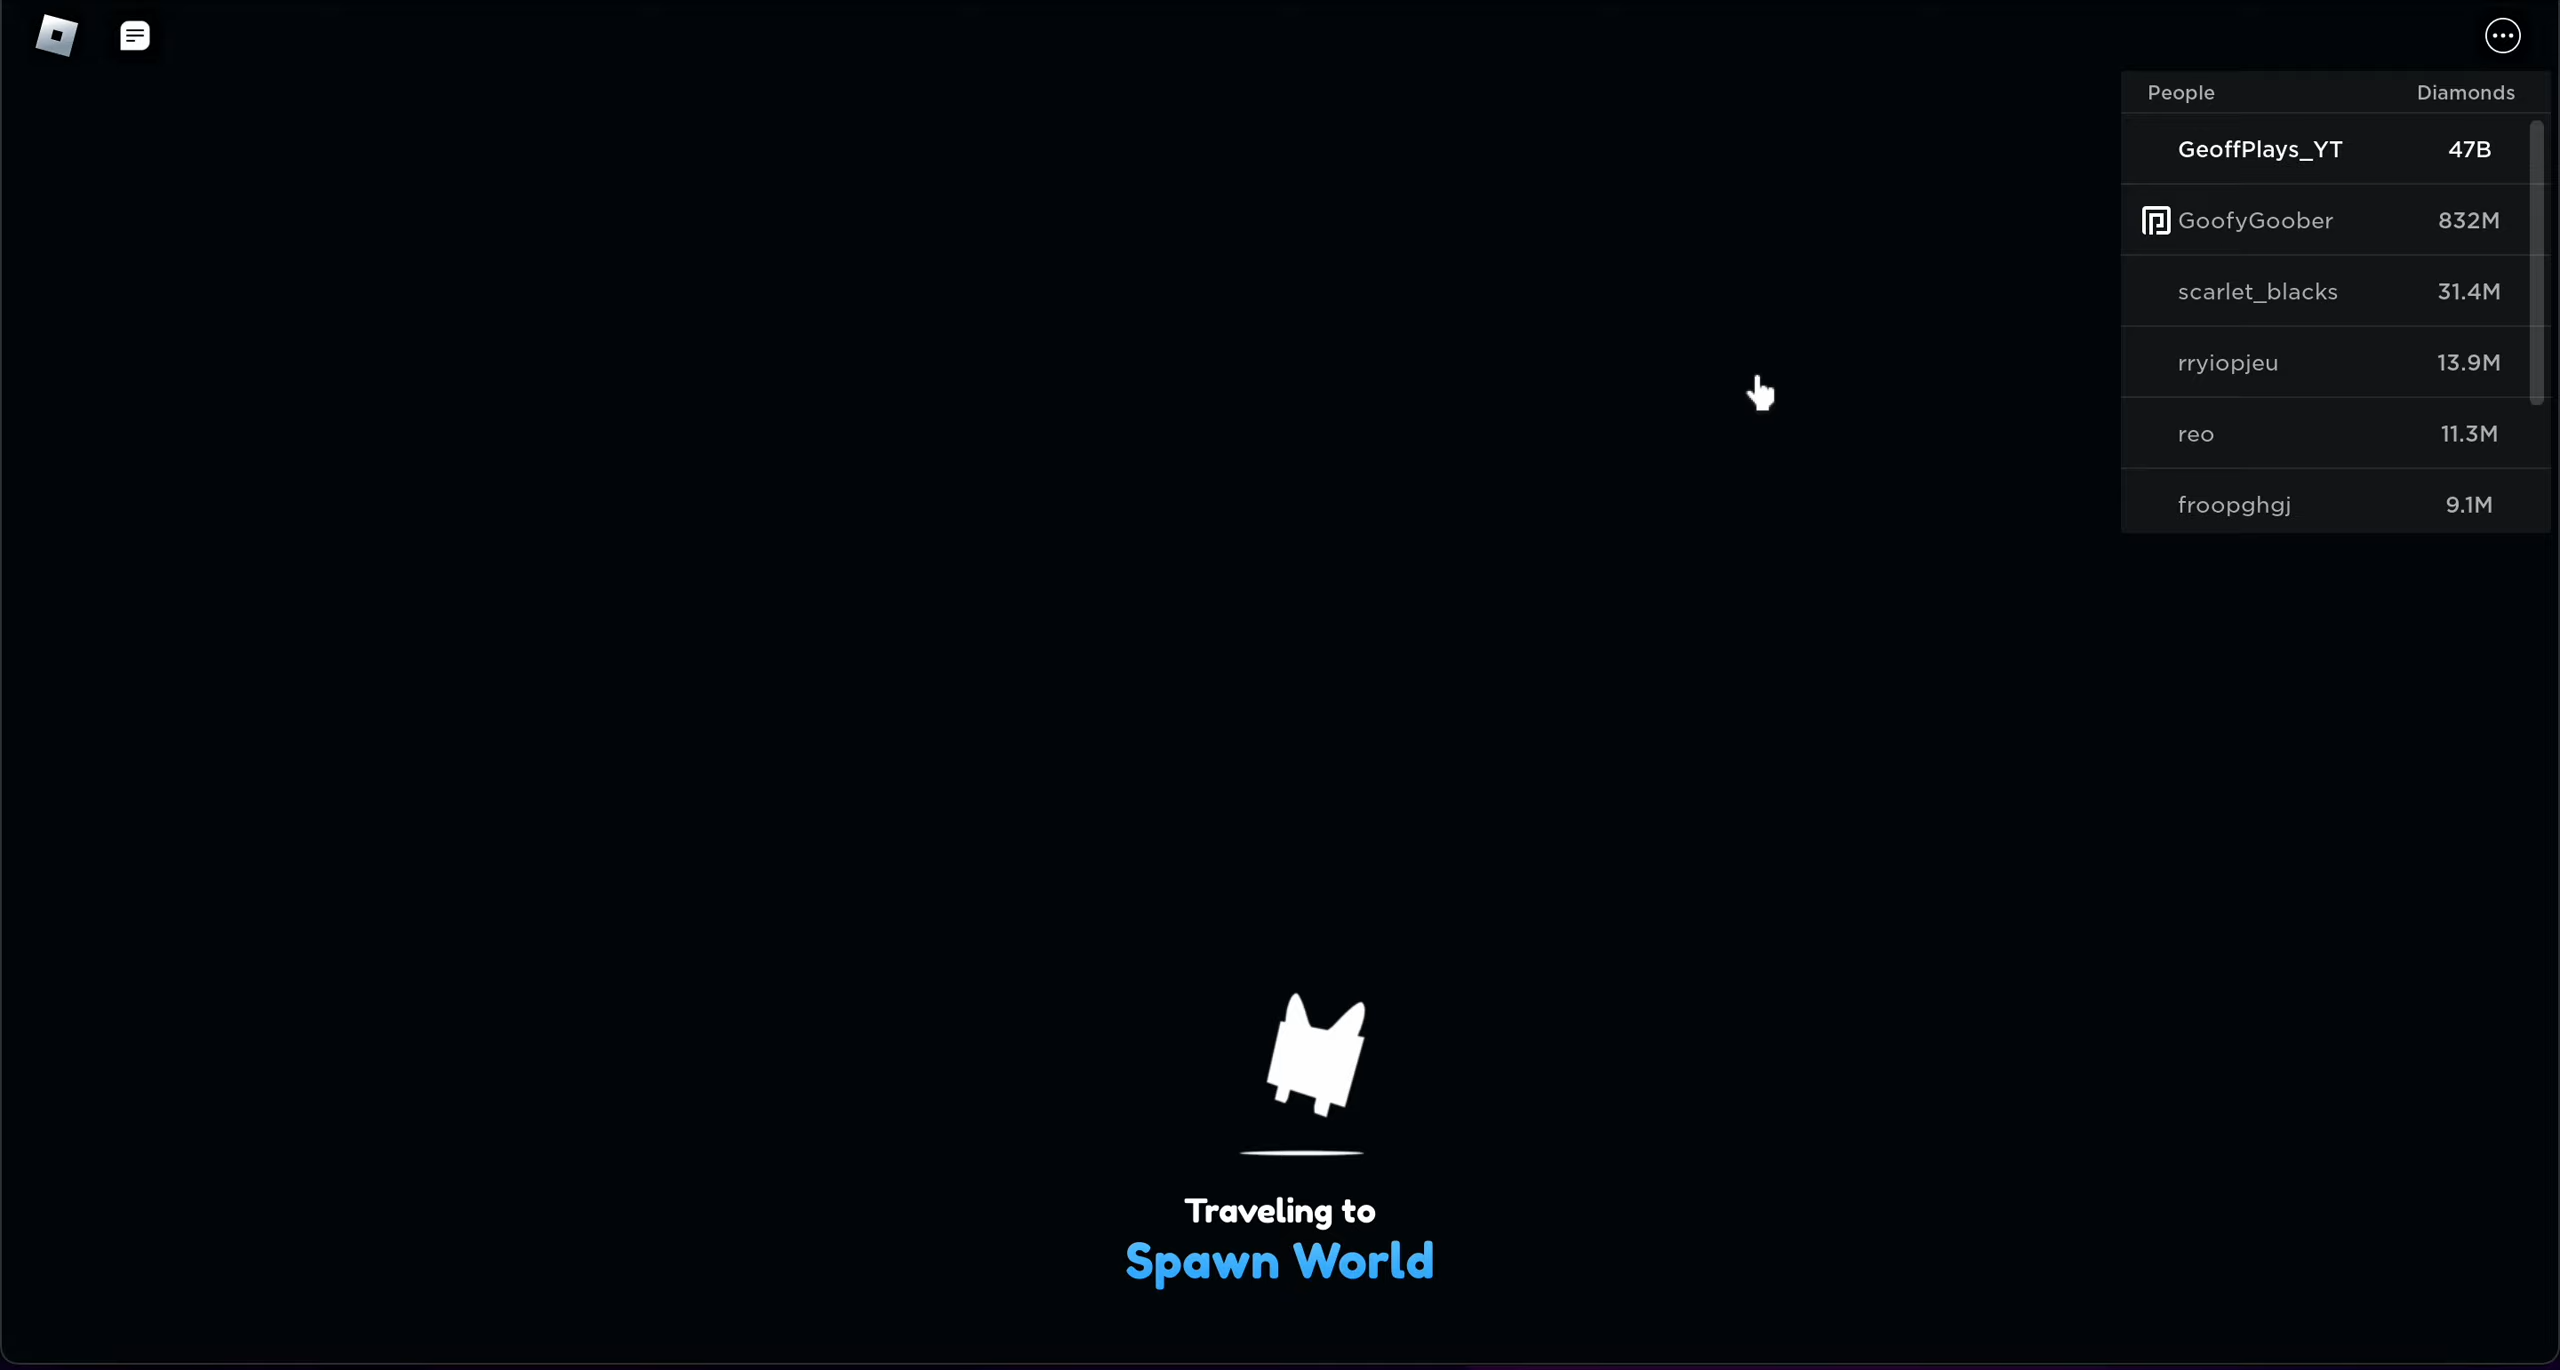 People Diamonds
GeoffPlays_YT 47B
GoofyGoober 832M
scarlet_blacks 31.4M
rryiopjeu 13.9M
reo 11.3M
froopghgj 9.1M
Traveling to
Spawn World